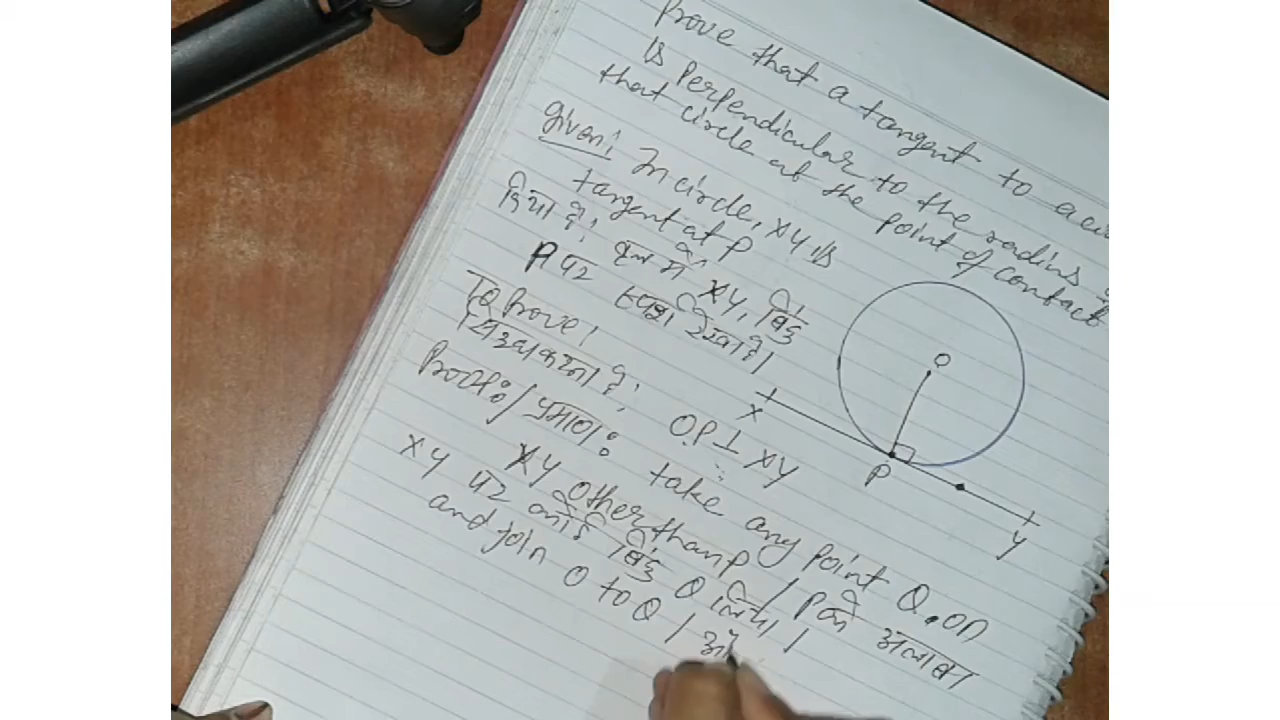 Prove that a tangent to a
is perpendicular to the radius
that circle at the point of contact
Given: In circle, XY is
tangent at P
दिया है: वृत्त में XY, बिंदु
P पर स्पर्श रेखा है।
To Prove:
सिद्ध करना है: OP ⊥ XY
Proof: / प्रमाण: take any point Q, on
XY other than P / P के अलावा
XY पर कोई बिंदु Q लिया।
and join O to Q / और
O
X
P
Y